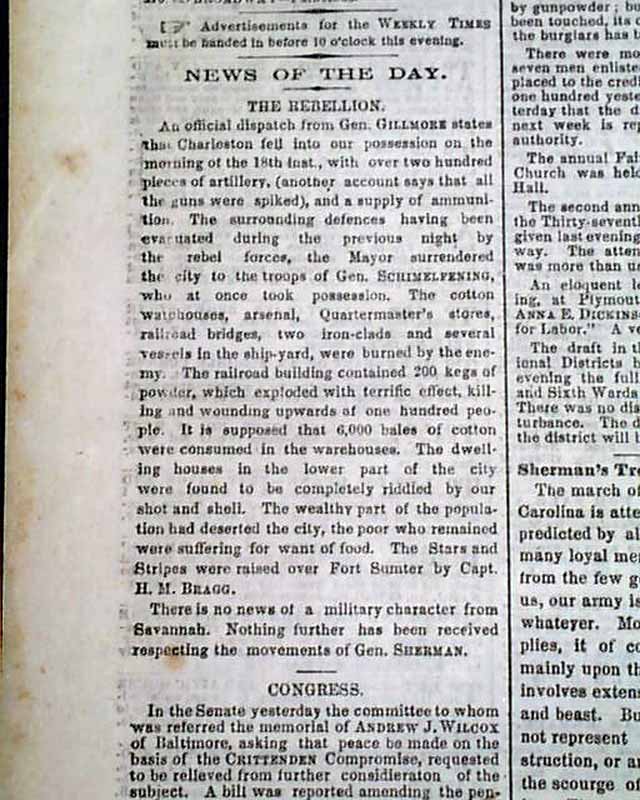 Advertisements for the WEEKLY TIMES
must be handed in before 10 o'clock this evening.
NEWS OF THE DAY.
THE REBELLION.
An official dispatch from Gen. GILLMORE states
that Charleston fell into our possession on the
morning of the 18th inst., with over two hundred
pieces of artillery, (another account says that all
the guns were spiked), and a supply of ammuni-
tion. The surrounding defences having been
evacuated during the previous night by
the rebel forces, the Mayor surrendered
the city to the troops of Gen. SCHIMELFENING,
who at once took possession. The cotton
warehouses, arsenal, Quartermaster's stores,
railroad bridges, two iron-clads and several
vessels in the ship-yard, were burned by the ene-
my. The railroad building contained 200 kegs of
powder, which exploded with terrific effect, kill-
ing and wounding upwards of one hundred peo-
ple. It is supposed that 6,000 bales of cotton
were consumed in the warehouses. The dwell-
ing houses in the lower part of the city
were found to be completely riddled by our
shot and shell. The wealthy part of the popula-
tion had deserted the city, the poor who remained
were suffering for want of food. The Stars and
Stripes were raised over Fort Sumter by Capt.
H. M. BRAGG.
There is no news of a military character from
Savannah. Nothing further has been received
respecting the movements of Gen. SHERMAN.
CONGRESS.
In the Senate yesterday the committee to whom
was referred the memorial of ANDREW J. WILCOX
of Baltimore, asking that peace be made on the
basis of the CRITTENDEN Compromise, requested
to be relieved from further consideration of the
subject. A bill was reported amending the pen-
by gunpowder; bu
been touched, its c
the burglars has b
There were mo
seven men enliste
placed to the credi
one hundred yeste
terday that the d
next week is rep
authority.
The annual Fai
Church was held
Hall.
The second ann
the Thirty-seventh
given last evening
way. The atten
was more than us
An eloquent le
ing, at Plymout
ANNA E. DICKINS
for Labor." A ve
The draft in th
ional Districts h
evening the full
and Sixth Wards
There was no dis
turbance. The d
the district will b
Sherman's Tre
The march of
Carolina is atte
predicted by al
many loyal me
from the few g
us, our army is
whatever. Mo
plies, it of co
mainly upon th
involves extens
and beast. Bu
not represent
struction, or a
the scourge of